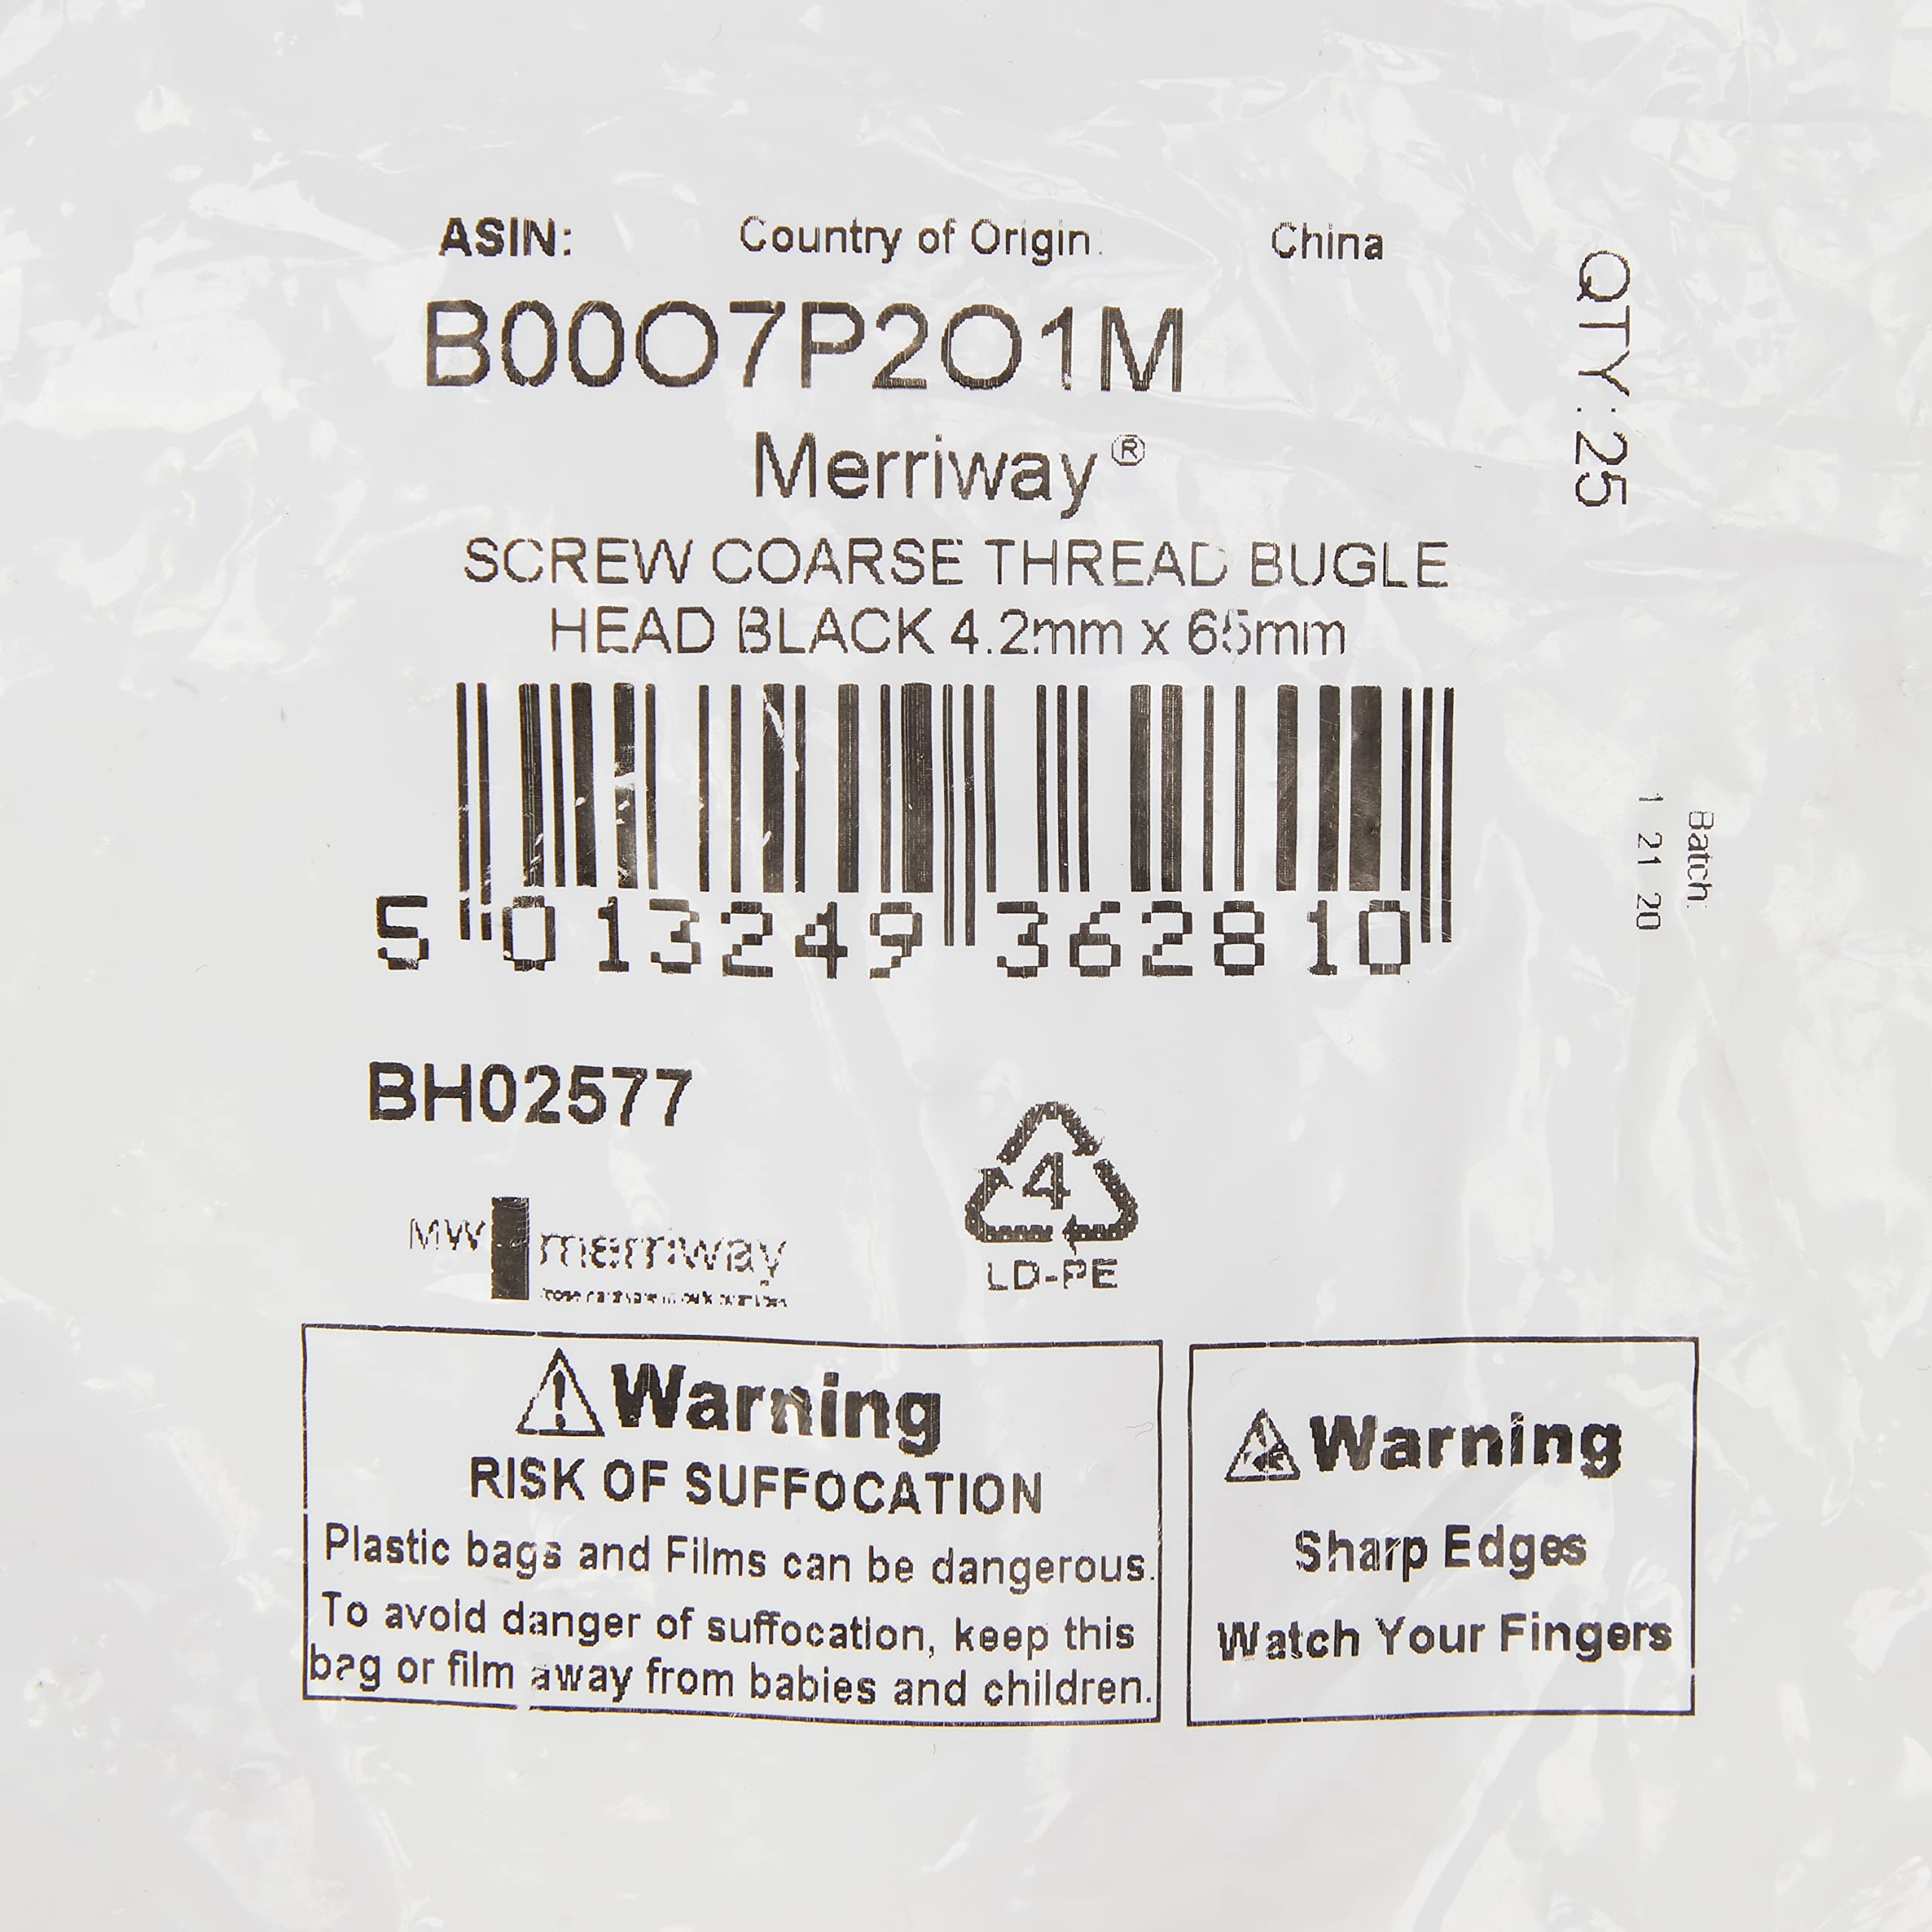 ASIN: Country of Origin: China
B00O7P2O1M
Merriway®
SCREW COARSE THREAD BUGLE
HEAD BLACK 4.2mm x 65mm
QTY: 25
5 013249 362810
Batch:
1 21 20
BH02577
4
LD-PE
MW merriway
Warning
RISK OF SUFFOCATION
Plastic bags and Films can be dangerous.
To avoid danger of suffocation, keep this
bag or film away from babies and children.
Warning
Sharp Edges
Watch Your Fingers